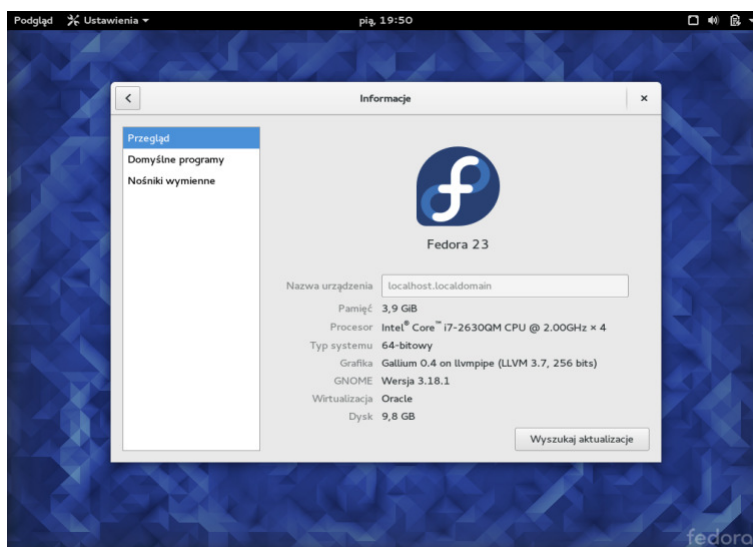 Podgląd Ustawienia pią, 19:50
Informacje
Przegląd
Domyślne programy
Nośniki wymienne
Fedora 23
Nazwa urządzenia localhost.localdomain
Pamięć 3,9 GiB
Procesor Intel® Core™ i7-2630QM CPU @ 2.00GHz × 4
Typ systemu 64-bitowy
Grafika Gallium 0.4 on llvmpipe (LLVM 3.7, 256 bits)
GNOME Wersja 3.18.1
Wirtualizacja Oracle
Dysk 9,8 GB
Wyszukaj aktualizacje
fedora